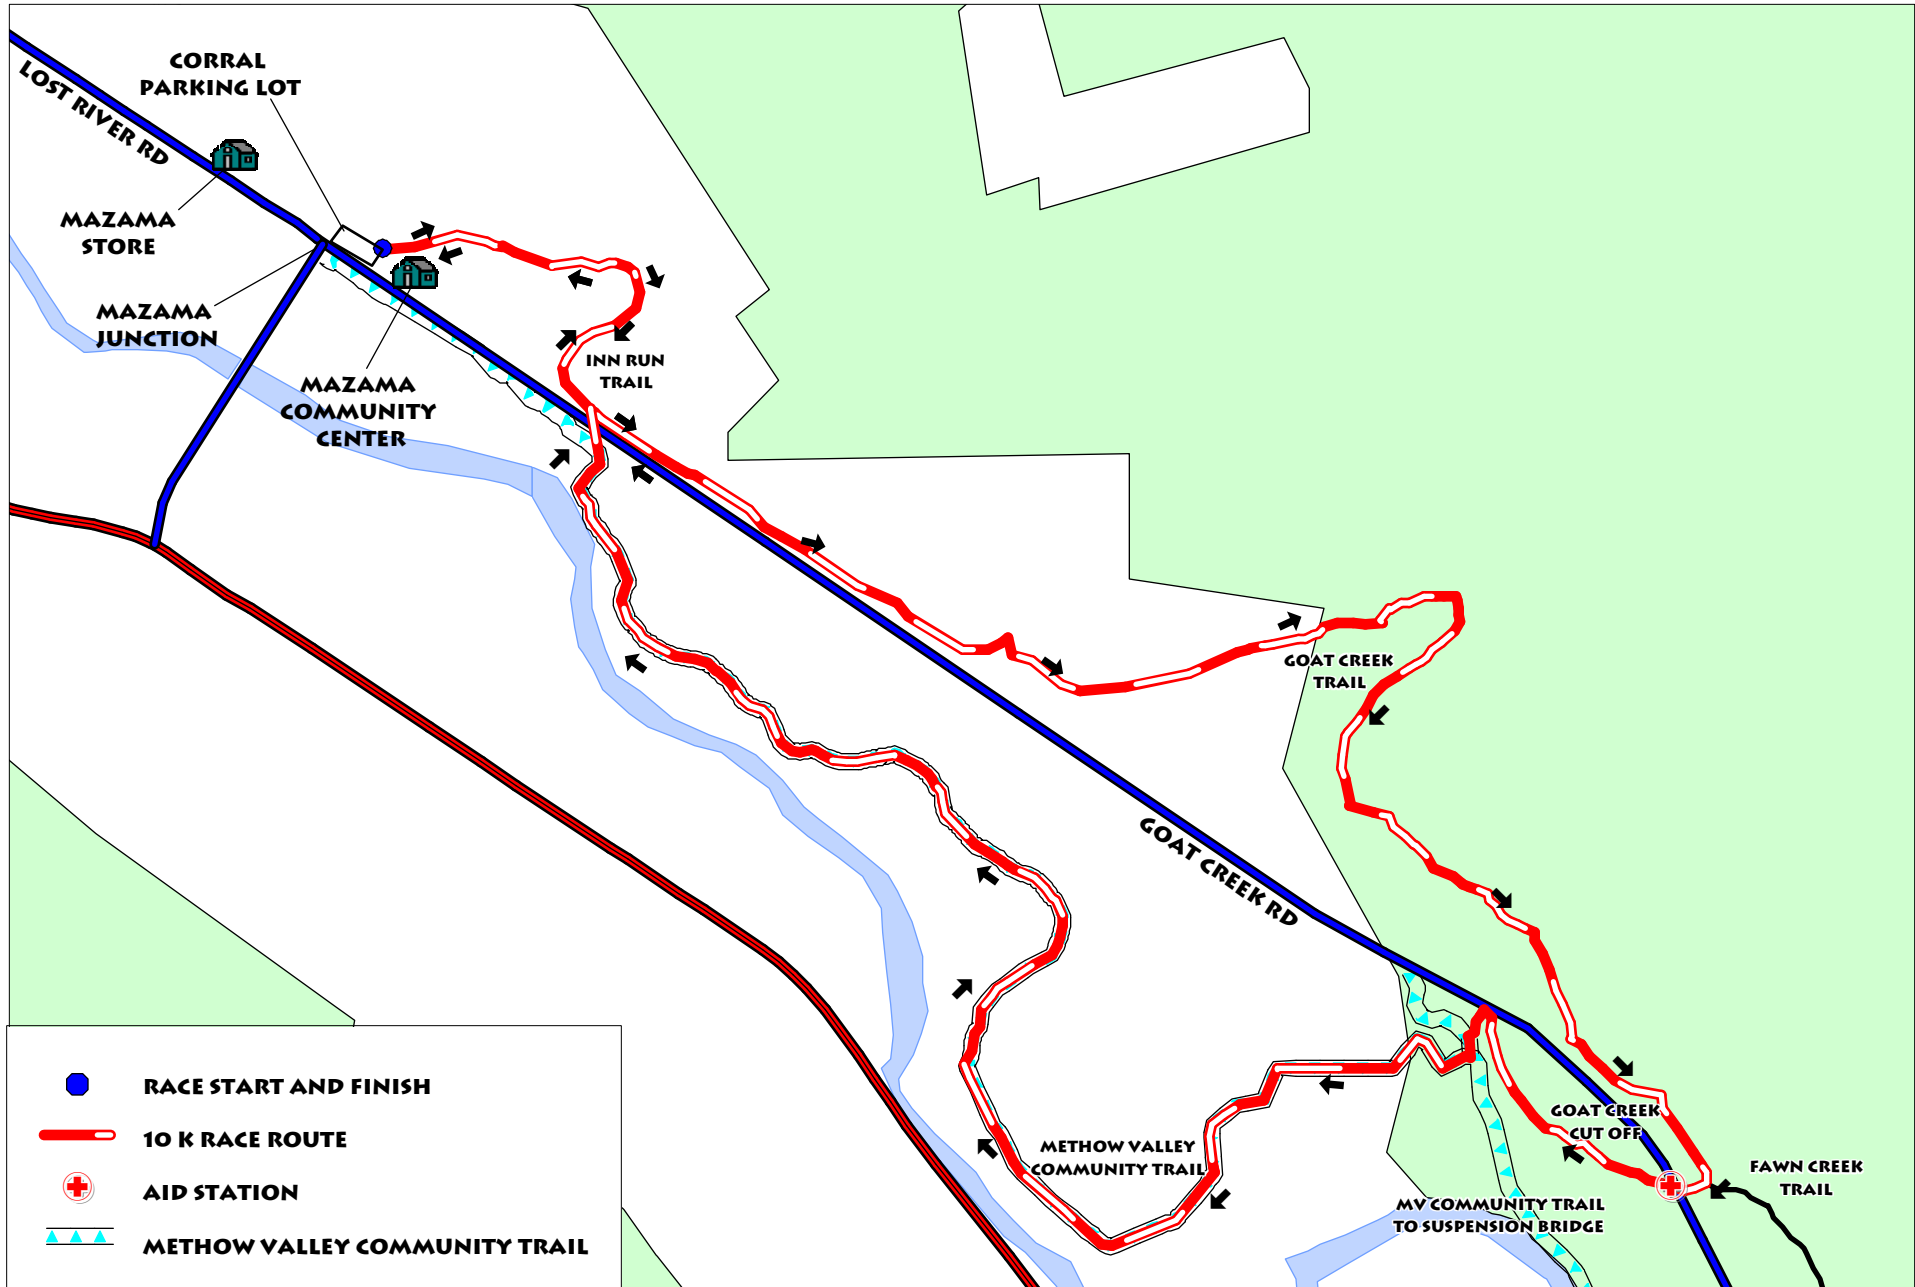 CORRAL
PARKING LOT
LOST RIVER RD
MAZAMA
STORE
MAZAMA
JUNCTION
INN RUN
TRAIL
MAZAMA
COMMUNITY
CENTER
GOAT CREEK
TRAIL
GOAT CREEK RD
GOAT CREEK
CUT OFF
METHOW VALLEY
COMMUNITY TRAIL
FAWN CREEK
TRAIL
MV COMMUNITY TRAIL
TO SUSPENSION BRIDGE
RACE START AND FINISH
10 K RACE ROUTE
AID STATION
METHOW VALLEY COMMUNITY TRAIL